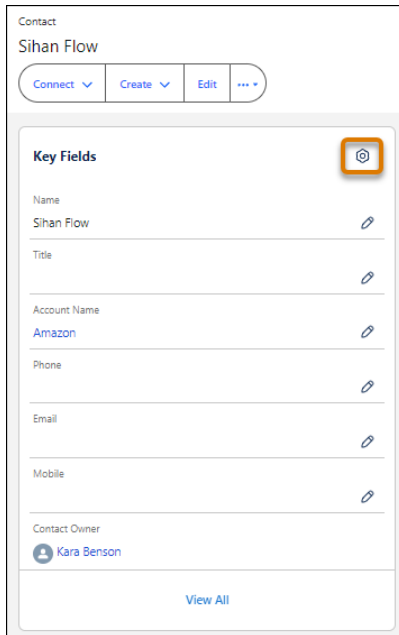 Contact
Sihan Flow
Connect Create Edit
Key Fields
Name
Sihan Flow
Title
Account Name
Amazon
Phone
Email
Mobile
Contact Owner
Kara Benson
View All